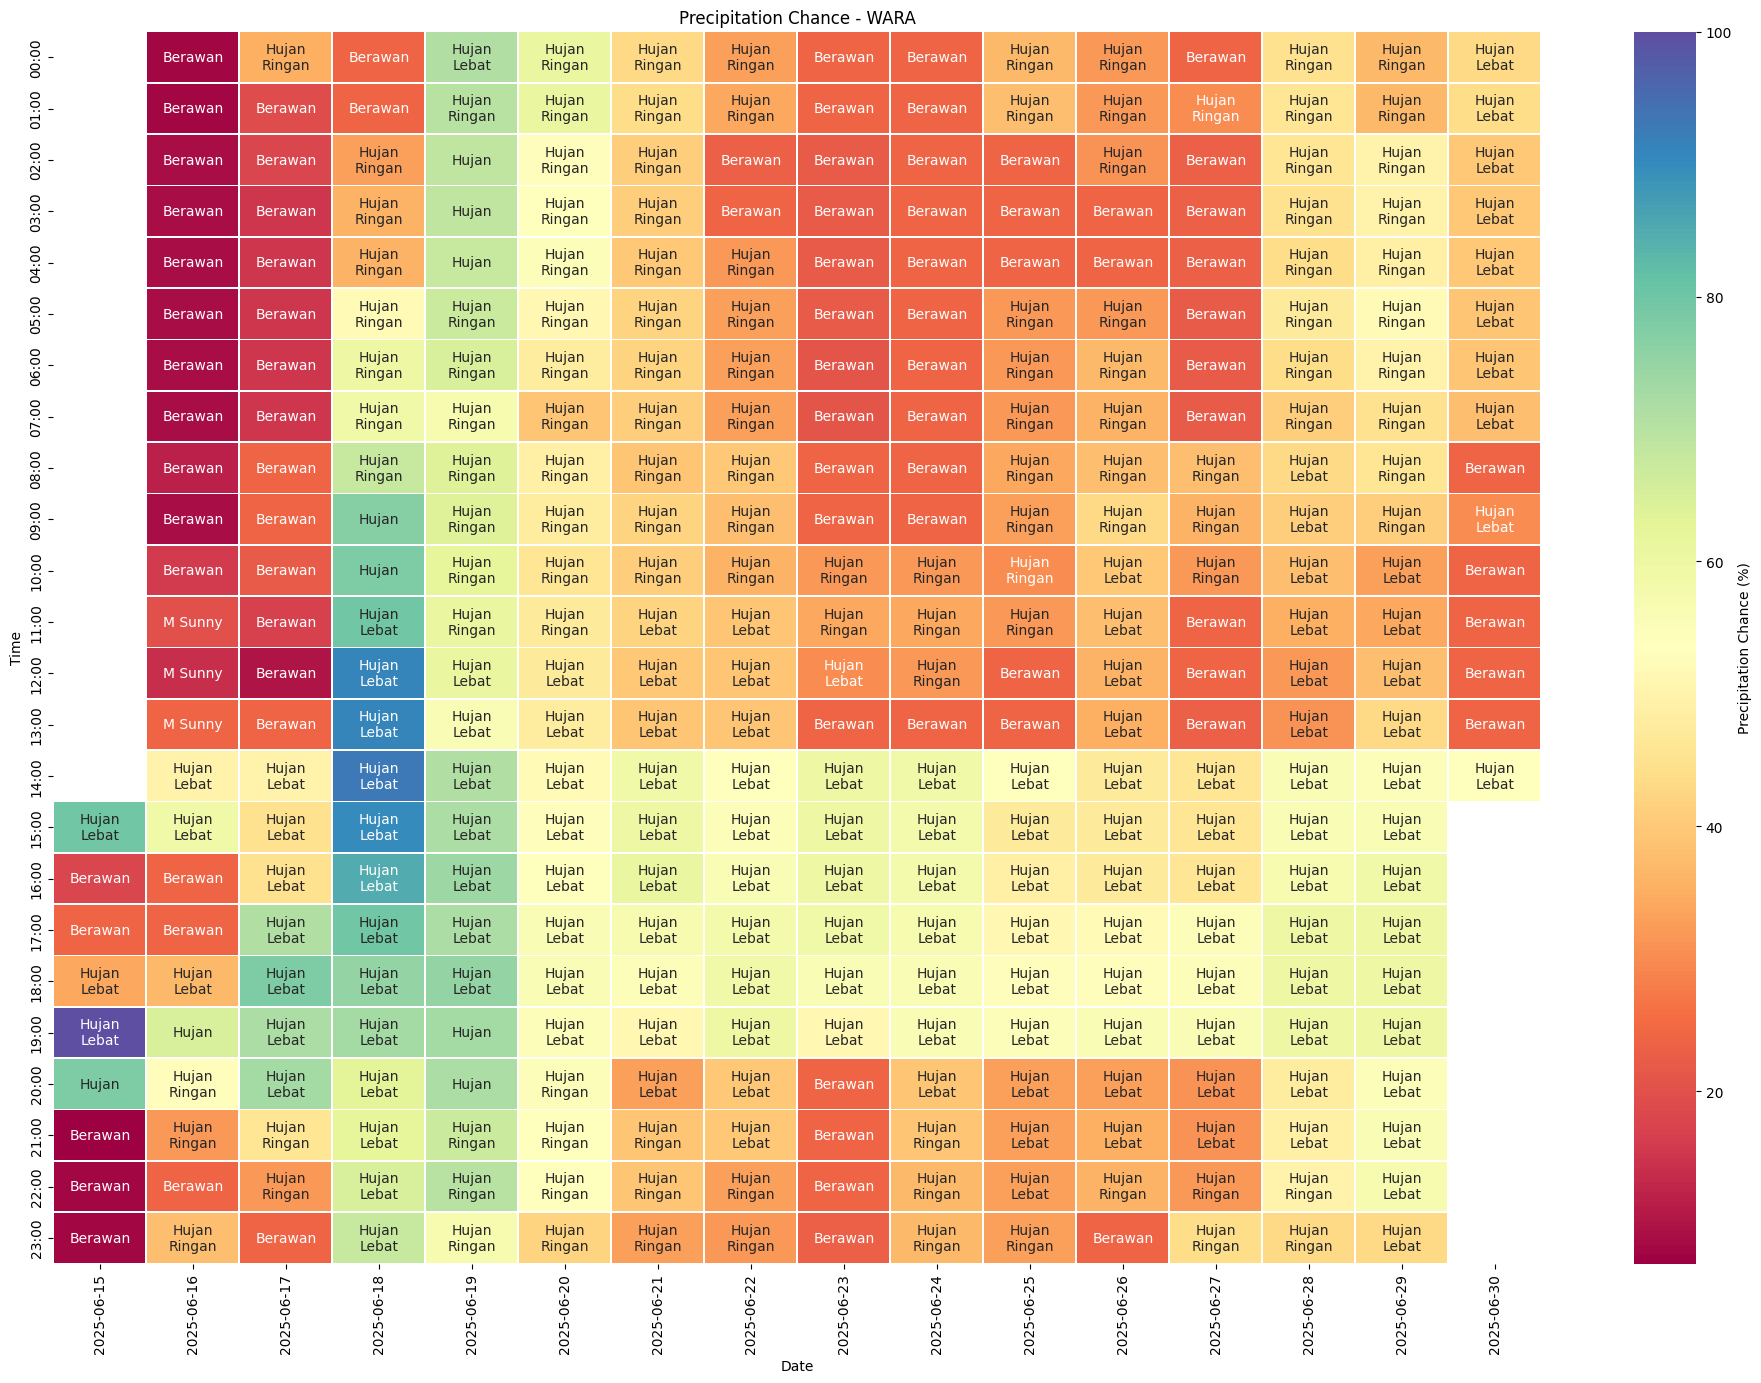 Precipitation Chance - WARA
00:00 Berawan Hujan Ringan Berawan Hujan Lebat Hujan Ringan Hujan Ringan Hujan Ringan Berawan Berawan Hujan Ringan Hujan Ringan Berawan Hujan Ringan Hujan Ringan Hujan Lebat
01:00 Berawan Berawan Berawan Hujan Ringan Hujan Ringan Hujan Ringan Hujan Ringan Berawan Berawan Hujan Ringan Hujan Ringan Hujan Ringan Hujan Ringan Hujan Ringan Hujan Lebat
02:00 Berawan Berawan Hujan Ringan Hujan Hujan Ringan Hujan Ringan Berawan Berawan Berawan Berawan Hujan Ringan Berawan Hujan Ringan Hujan Ringan Hujan Lebat
03:00 Berawan Berawan Hujan Ringan Hujan Hujan Ringan Hujan Ringan Berawan Berawan Berawan Berawan Berawan Berawan Hujan Ringan Hujan Ringan Hujan Lebat
04:00 Berawan Berawan Hujan Ringan Hujan Hujan Ringan Hujan Ringan Hujan Ringan Berawan Berawan Berawan Berawan Berawan Hujan Ringan Hujan Ringan Hujan Lebat
05:00 Berawan Berawan Hujan Ringan Hujan Ringan Hujan Ringan Hujan Ringan Hujan Ringan Berawan Berawan Hujan Ringan Hujan Ringan Berawan Hujan Ringan Hujan Ringan Hujan Lebat
06:00 Berawan Berawan Hujan Ringan Hujan Ringan Hujan Ringan Hujan Ringan Hujan Ringan Berawan Berawan Hujan Ringan Hujan Ringan Berawan Hujan Ringan Hujan Ringan Hujan Lebat
07:00 Berawan Berawan Hujan Ringan Hujan Ringan Hujan Ringan Hujan Ringan Hujan Ringan Berawan Berawan Hujan Ringan Hujan Ringan Berawan Hujan Ringan Hujan Ringan Hujan Lebat
08:00 Berawan Berawan Hujan Ringan Hujan Ringan Hujan Ringan Hujan Ringan Hujan Ringan Berawan Berawan Hujan Ringan Hujan Ringan Hujan Ringan Hujan Lebat Hujan Ringan Berawan
09:00 Berawan Berawan Hujan Hujan Ringan Hujan Ringan Hujan Ringan Hujan Ringan Berawan Berawan Hujan Ringan Hujan Ringan Hujan Ringan Hujan Lebat Hujan Ringan Hujan Lebat
10:00 Berawan Berawan Hujan Hujan Ringan Hujan Ringan Hujan Ringan Hujan Ringan Hujan Ringan Hujan Ringan Hujan Ringan Hujan Lebat Hujan Ringan Hujan Lebat Hujan Lebat Berawan
11:00 M Sunny Berawan Hujan Lebat Hujan Ringan Hujan Ringan Hujan Lebat Hujan Lebat Hujan Ringan Hujan Ringan Hujan Ringan Hujan Lebat Berawan Hujan Lebat Hujan Lebat Berawan
12:00 M Sunny Berawan Hujan Lebat Hujan Lebat Hujan Lebat Hujan Lebat Hujan Lebat Hujan Lebat Hujan Ringan Berawan Hujan Lebat Berawan Hujan Lebat Hujan Lebat Berawan
13:00 M Sunny Berawan Hujan Lebat Hujan Lebat Hujan Lebat Hujan Lebat Hujan Lebat Berawan Berawan Berawan Hujan Lebat Berawan Hujan Lebat Hujan Lebat Berawan
14:00 Hujan Lebat Hujan Lebat Hujan Lebat Hujan Lebat Hujan Lebat Hujan Lebat Hujan Lebat Hujan Lebat Hujan Lebat Hujan Lebat Hujan Lebat Hujan Lebat Hujan Lebat Hujan Lebat Hujan Lebat
15:00 Hujan Lebat Hujan Lebat Hujan Lebat Hujan Lebat Hujan Lebat Hujan Lebat Hujan Lebat Hujan Lebat Hujan Lebat Hujan Lebat Hujan Lebat Hujan Lebat Hujan Lebat Hujan Lebat Hujan Lebat
16:00 Berawan Berawan Hujan Lebat Hujan Lebat Hujan Lebat Hujan Lebat Hujan Lebat Hujan Lebat Hujan Lebat Hujan Lebat Hujan Lebat Hujan Lebat Hujan Lebat Hujan Lebat Hujan Lebat
17:00 Berawan Berawan Hujan Lebat Hujan Lebat Hujan Lebat Hujan Lebat Hujan Lebat Hujan Lebat Hujan Lebat Hujan Lebat Hujan Lebat Hujan Lebat Hujan Lebat Hujan Lebat Hujan Lebat
18:00 Hujan Lebat Hujan Lebat Hujan Lebat Hujan Lebat Hujan Lebat Hujan Lebat Hujan Lebat Hujan Lebat Hujan Lebat Hujan Lebat Hujan Lebat Hujan Lebat Hujan Lebat Hujan Lebat Hujan Lebat
19:00 Hujan Lebat Hujan Hujan Lebat Hujan Lebat Hujan Hujan Lebat Hujan Lebat Hujan Lebat Hujan Lebat Hujan Lebat Hujan Lebat Hujan Lebat Hujan Lebat Hujan Lebat Hujan Lebat
20:00 Hujan Hujan Ringan Hujan Lebat Hujan Lebat Hujan Hujan Ringan Hujan Lebat Hujan Lebat Berawan Hujan Lebat Hujan Lebat Hujan Lebat Hujan Lebat Hujan Lebat Hujan Lebat
21:00 Berawan Hujan Ringan Hujan Ringan Hujan Lebat Hujan Ringan Hujan Ringan Hujan Ringan Hujan Lebat Berawan Hujan Ringan Hujan Lebat Hujan Lebat Hujan Lebat Hujan Lebat Hujan Lebat
22:00 Berawan Berawan Hujan Ringan Hujan Lebat Hujan Ringan Hujan Ringan Hujan Ringan Hujan Ringan Berawan Hujan Ringan Hujan Lebat Hujan Ringan Hujan Ringan Hujan Ringan Hujan Lebat
23:00 Berawan Hujan Ringan Berawan Hujan Lebat Hujan Ringan Hujan Ringan Hujan Ringan Hujan Ringan Berawan Hujan Ringan Hujan Ringan Berawan Hujan Ringan Hujan Ringan Hujan Lebat
2025-06-15 2025-06-16 2025-06-17 2025-06-18 2025-06-19 2025-06-20 2025-06-21 2025-06-22 2025-06-23 2025-06-24 2025-06-25 2025-06-26 2025-06-27 2025-06-28 2025-06-29 2025-06-30
Date
Time
100
80
60
40
20
Precipitation Chance (%)